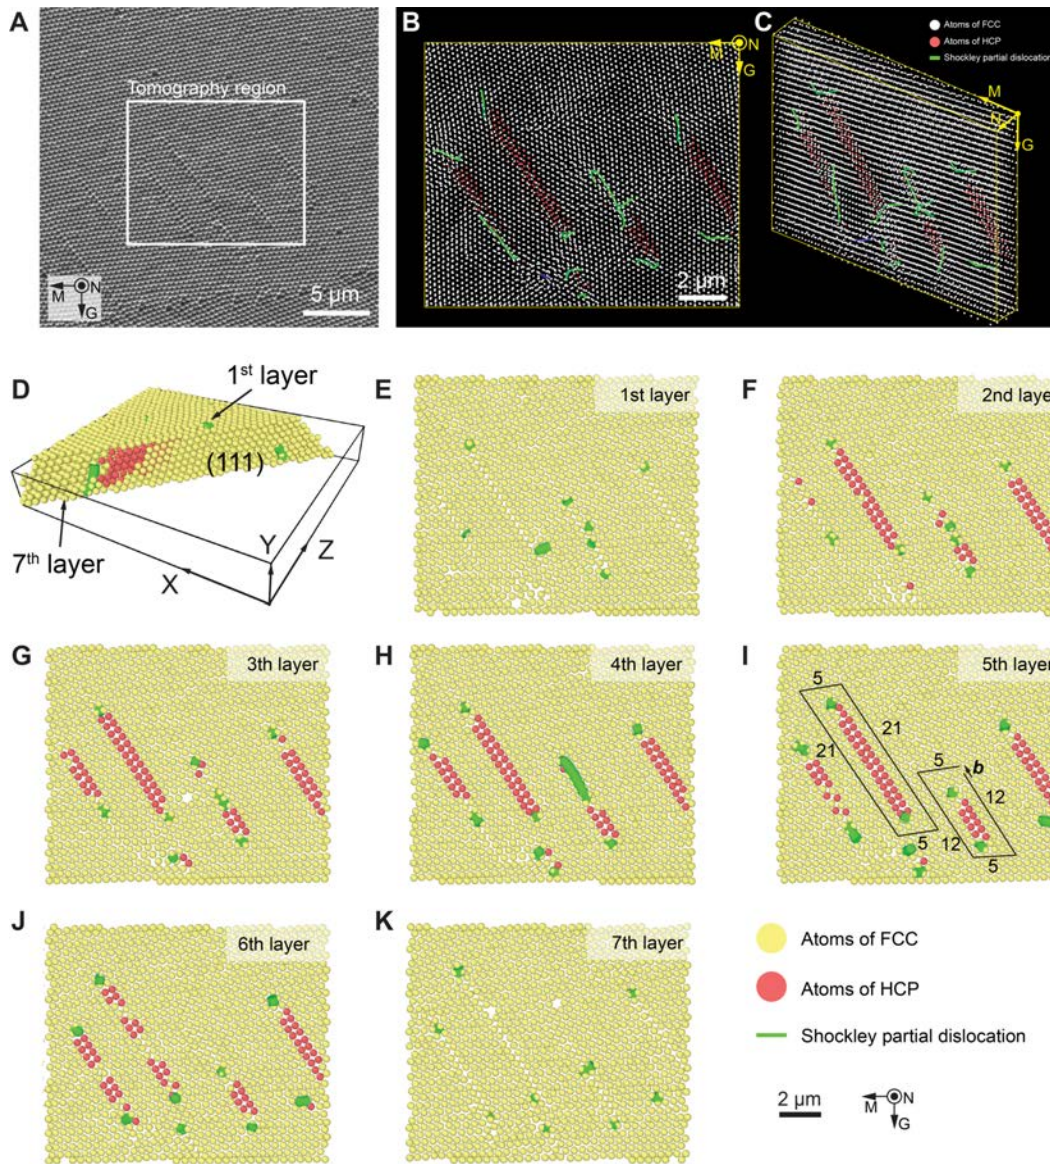 A
Tomography region
M
N
G
5 µm
B
N
M
G
2 µm
C
Atoms of FCC
Atoms of HCP
Shockley partial dislocation
M
N
G
D
1st layer
(111)
7th layer
X
Y
Z
E
1st layer
F
2nd layer
G
3th layer
H
4th layer
I
5th layer
5
21
21
5
5
b
12
12
5
J
6th layer
K
7th layer
Atoms of FCC
Atoms of HCP
Shockley partial dislocation
2 µm
M
N
G